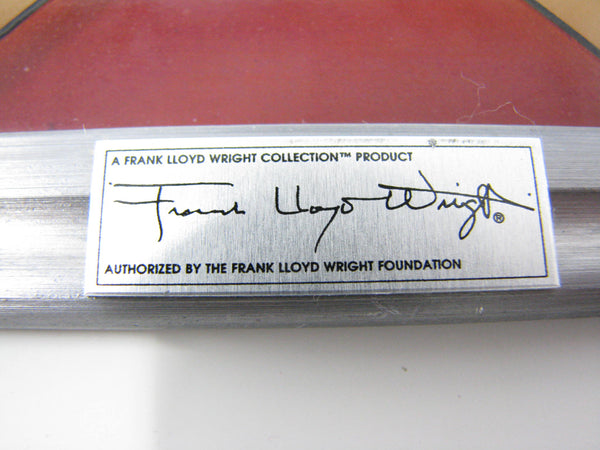 A FRANK LLOYD WRIGHT COLLECTION™ PRODUCT
Frank Lloyd Wright®
AUTHORIZED BY THE FRANK LLOYD WRIGHT FOUNDATION